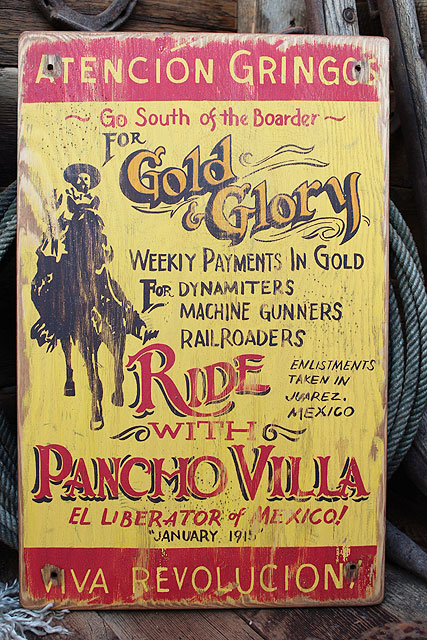 ATENCION GRINGOS
~ Go South of the Boarder ~
FOR
Gold
& Glory
WEEKLY PAYMENTS IN GOLD
FOR DYNAMITERS
MACHINE GUNNERS
RAILROADERS
RIDE
ENLISTMENTS
TAKEN IN
JUAREZ,
MEXICO
WITH
PANCHO VILLA
EL LIBERATOR of MEXICO!
"JANUARY 1915"
VIVA REVOLUCION!